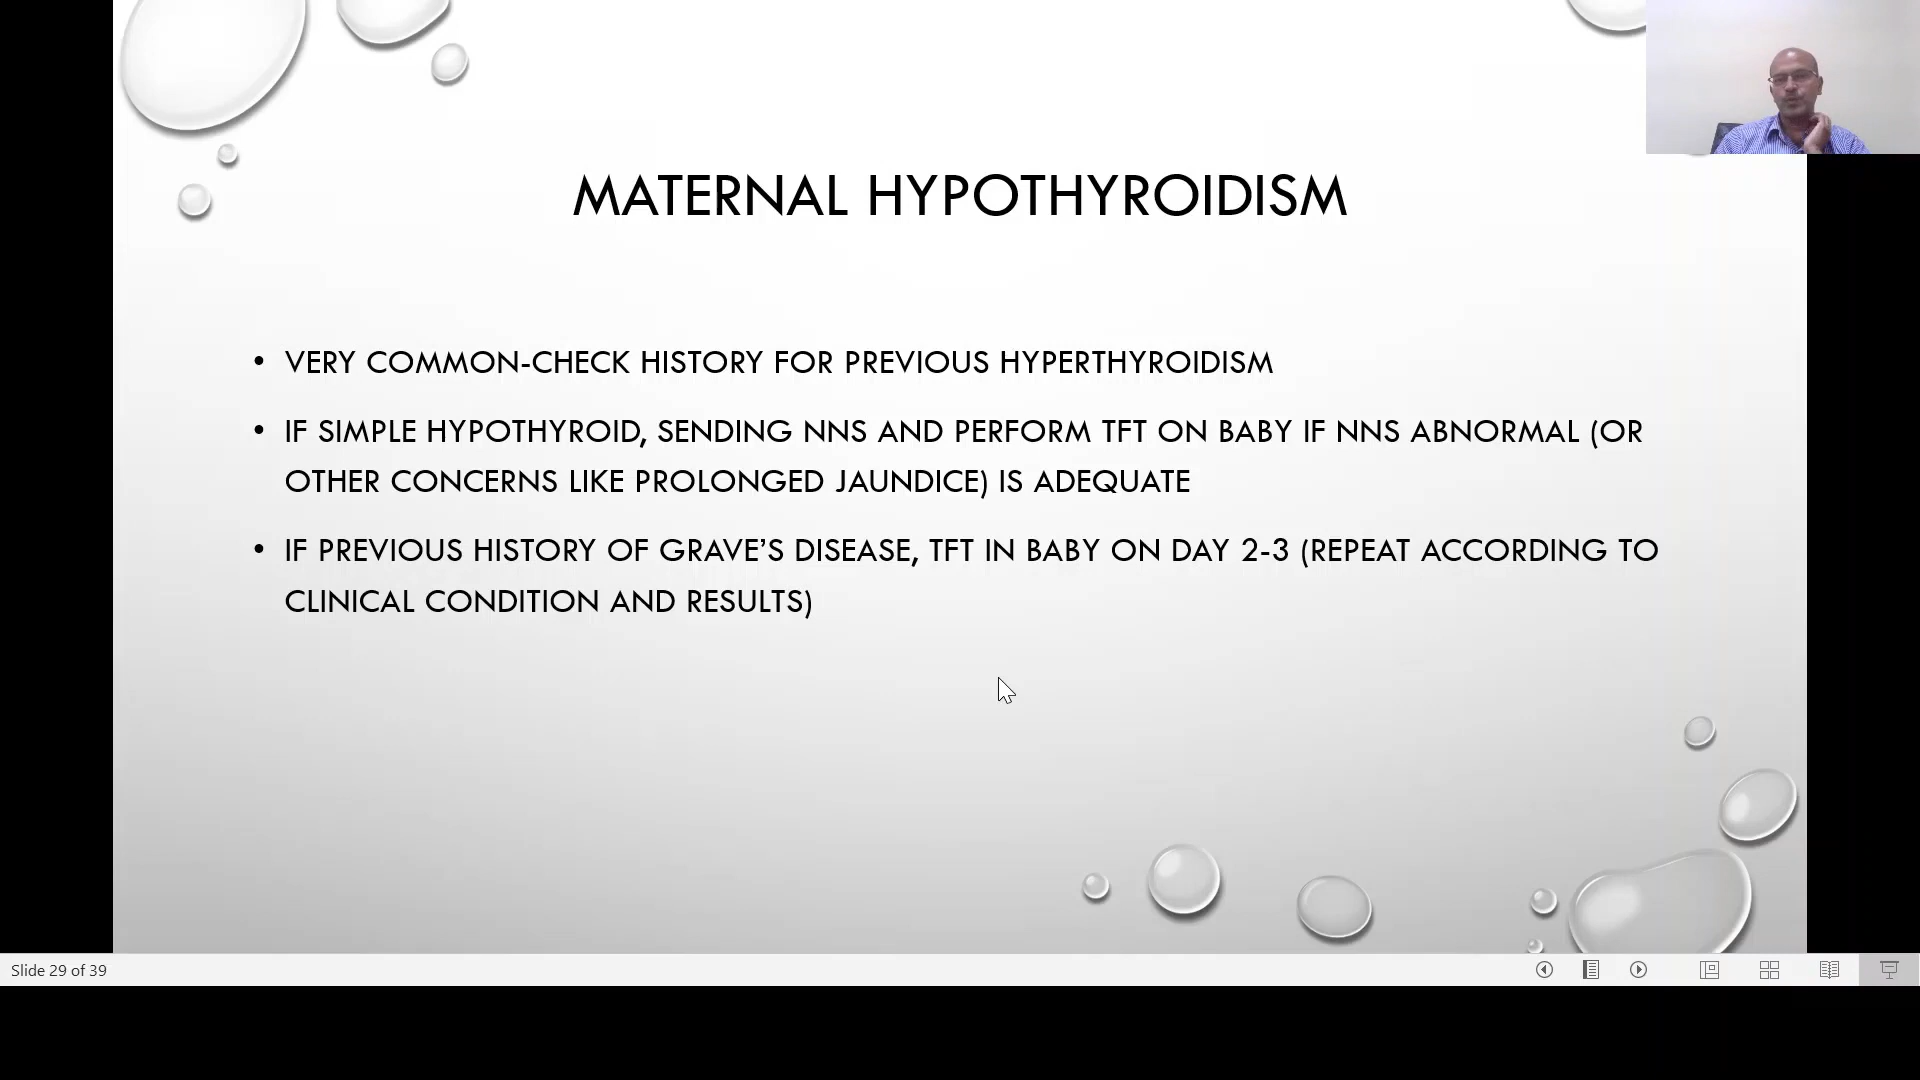 MATERNAL HYPOTHYROIDISM
• VERY COMMON-CHECK HISTORY FOR PREVIOUS HYPERTHYROIDISM
• IF SIMPLE HYPOTHYROID, SENDING NNS AND PERFORM TFT ON BABY IF NNS ABNORMAL (OR
OTHER CONCERNS LIKE PROLONGED JAUNDICE) IS ADEQUATE
• IF PREVIOUS HISTORY OF GRAVE’S DISEASE, TFT IN BABY ON DAY 2-3 (REPEAT ACCORDING TO
CLINICAL CONDITION AND RESULTS)
Slide 29 of 39